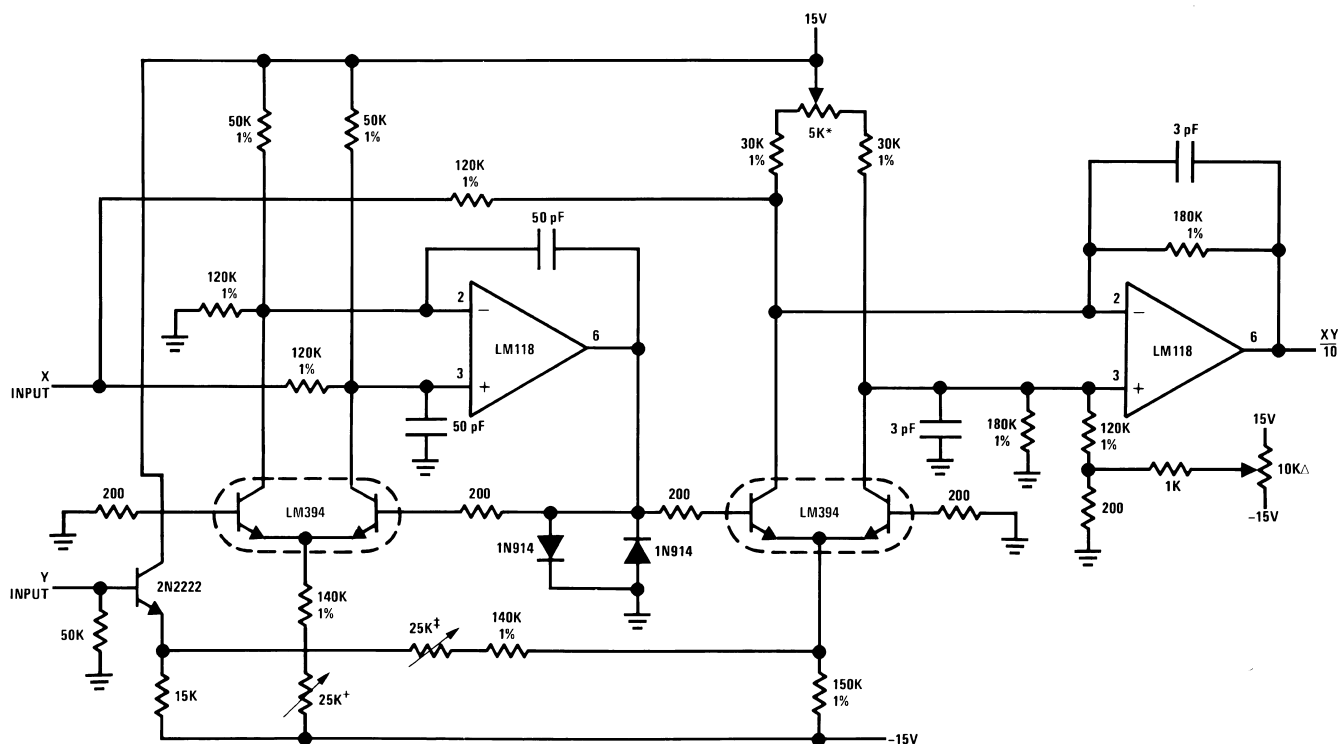 15V
50K
1%
50K
1%
5K*
30K
1%
30K
1%
3 pF
120K
1%
180K
1%
50 pF
120K
1%
2
−
6
LM118
2
−
6
LM118
XY
10
120K
1%
3
+
3
+
X
INPUT
50 pF
3 pF
180K
1%
120K
1%
15V
10KΔ
1K
−15V
200
200
LM394
200
200
LM394
200
1N914
1N914
Y
INPUT
2N2222
140K
1%
50K
25K‡
140K
1%
15K
25K+
150K
1%
−15V